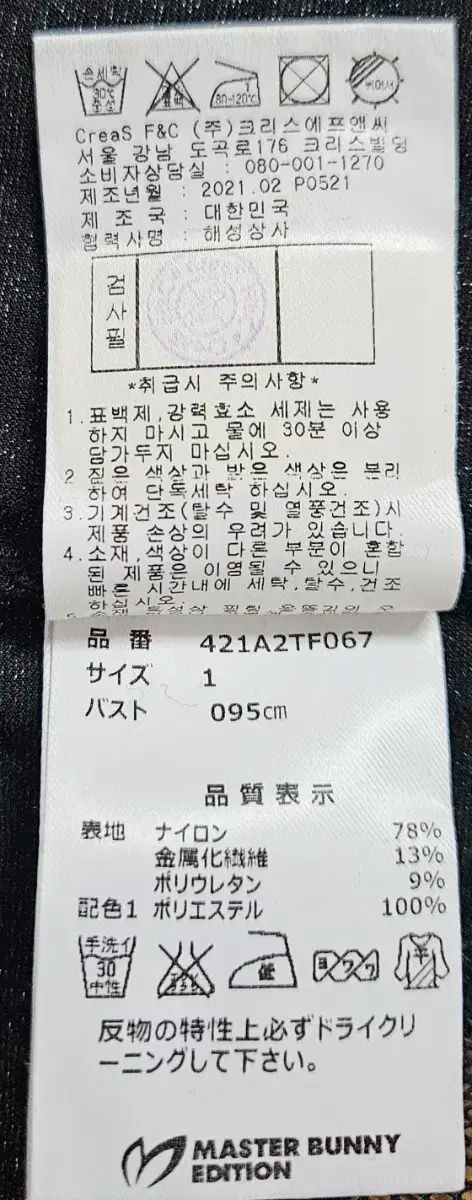 손세탁
30℃
중성
표백
1
80-120℃
뉘어서
CreaS F&C (주)크리스에프앤씨
서울 강남 도곡로176 크리스빌딩
소비자상담실 : 080-001-1270
제조년월 : 2021.02 P0521
제 조 국 : 대한민국
협력사명 : 해성상사
검사필
*취급시 주의사항*
1.표백제,강력효소 세제는 사용
하지 마시고 물에 30분 이상
담가두지 마십시오.
2.짙은 색상과 밝은 색상은 분리
하여 단독세탁 하십시오.
3.기계건조(탈수 및 열풍건조)시
제품 손상의 우려가 있습니다.
4.소재,색상이 다른 부분이 혼합
된 제품은 이염될 수 있으니
빠른 시간내에 세탁,탈수,건조
하십시오.
品 番 421A2TF067
サイズ 1
バスト 095㎝
品質表示
表地 ナイロン 78%
金属化繊維 13%
ポリウレタン 9%
配色1 ポリエステル 100%
手洗イ
30
中性
低
ヨワク
平
反物の特性上必ずドライクリ
ーニングして下さい。
MASTER BUNNY
EDITION